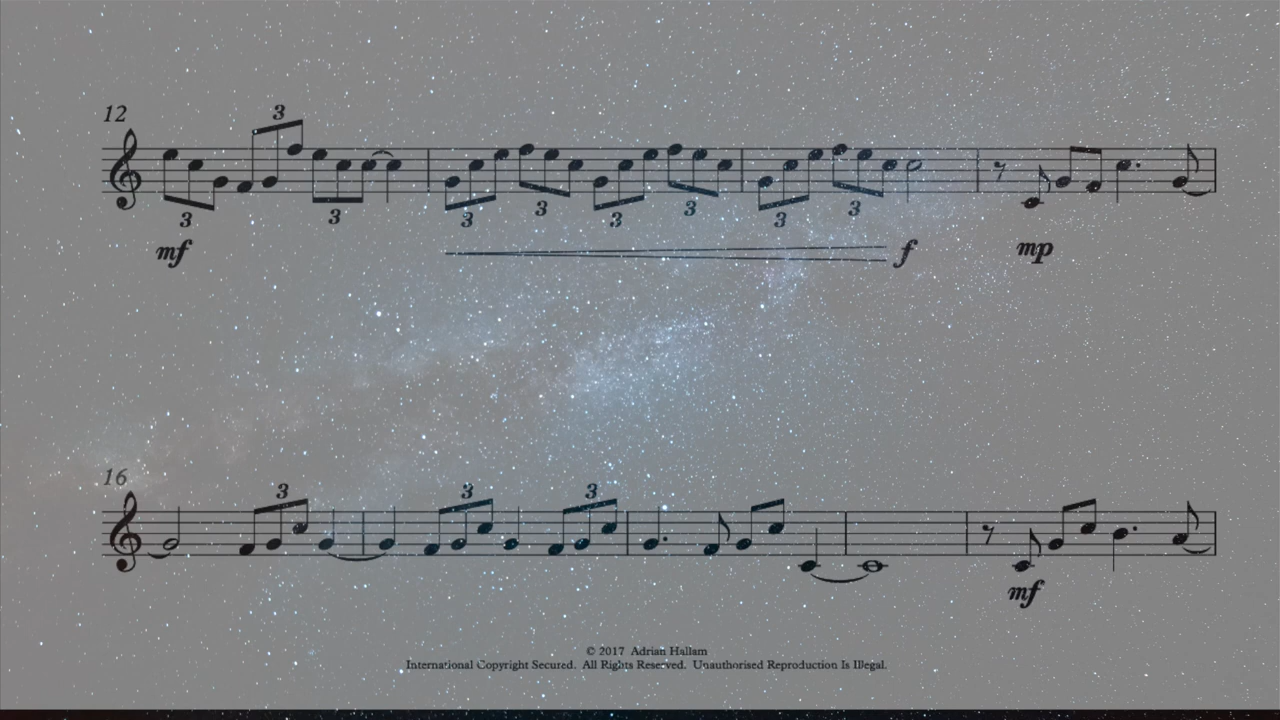 12
3
3 3
3 3 3 3 3 3
mf f mp
16
3 3 3
mf
© 2017 Adrian Hallam
International Copyright Secured. All Rights Reserved. Unauthorised Reproduction Is Illegal.